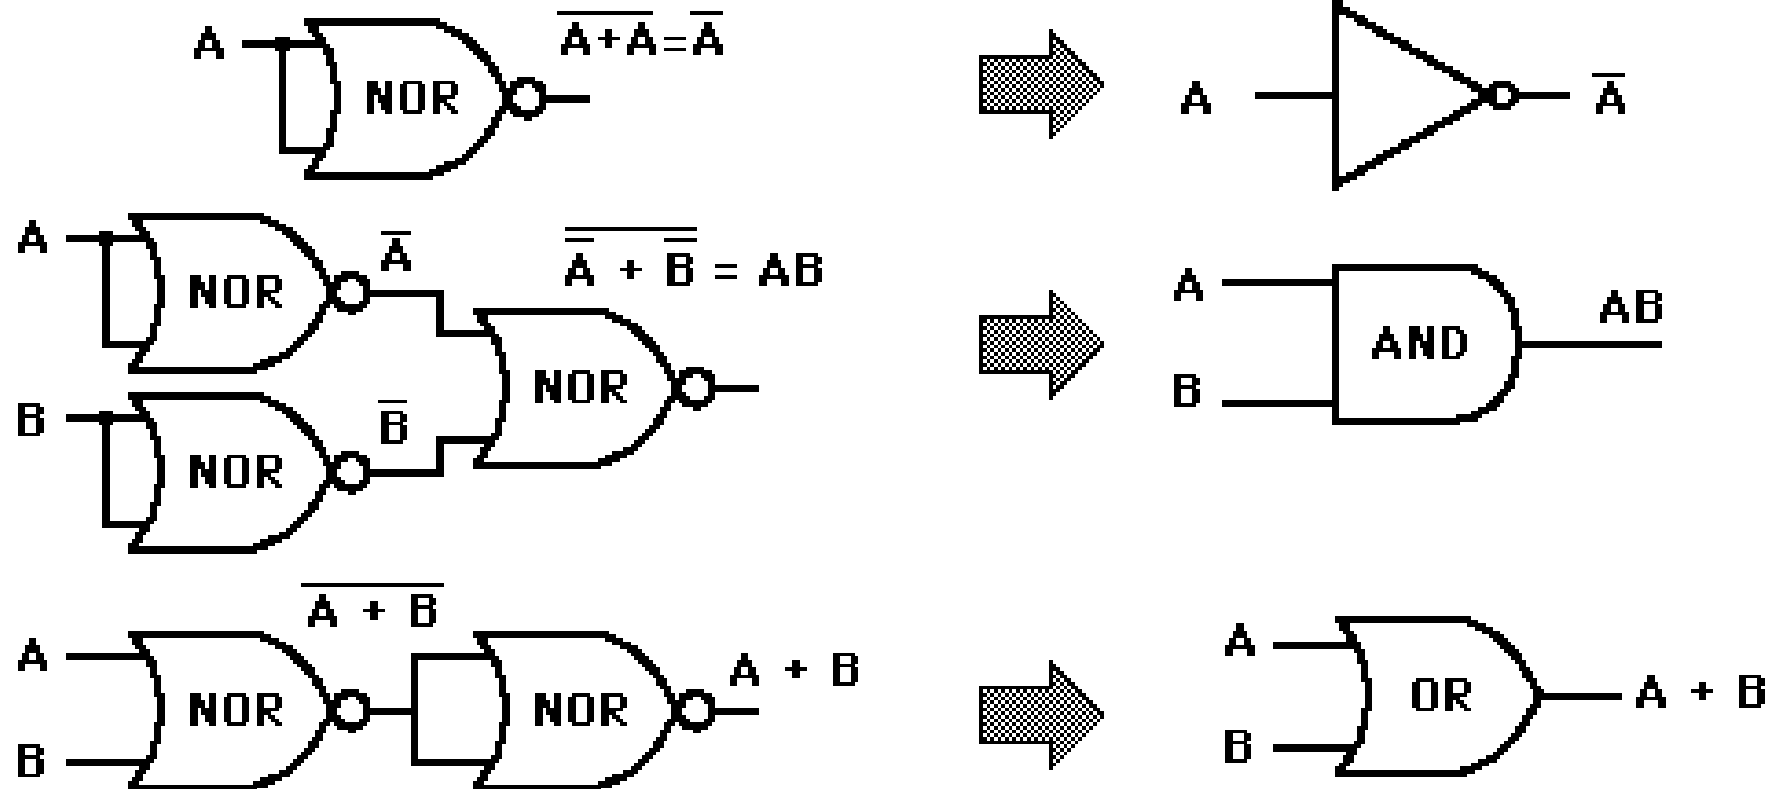 A NOR A̅+̅A̅=A̅ A A̅
A NOR A̅ A̿ + B̿ = AB A AND AB
NOR
B NOR B̅ B
A̅ ̅+̅ ̅B̅
A NOR NOR A + B A OR A + B
B B